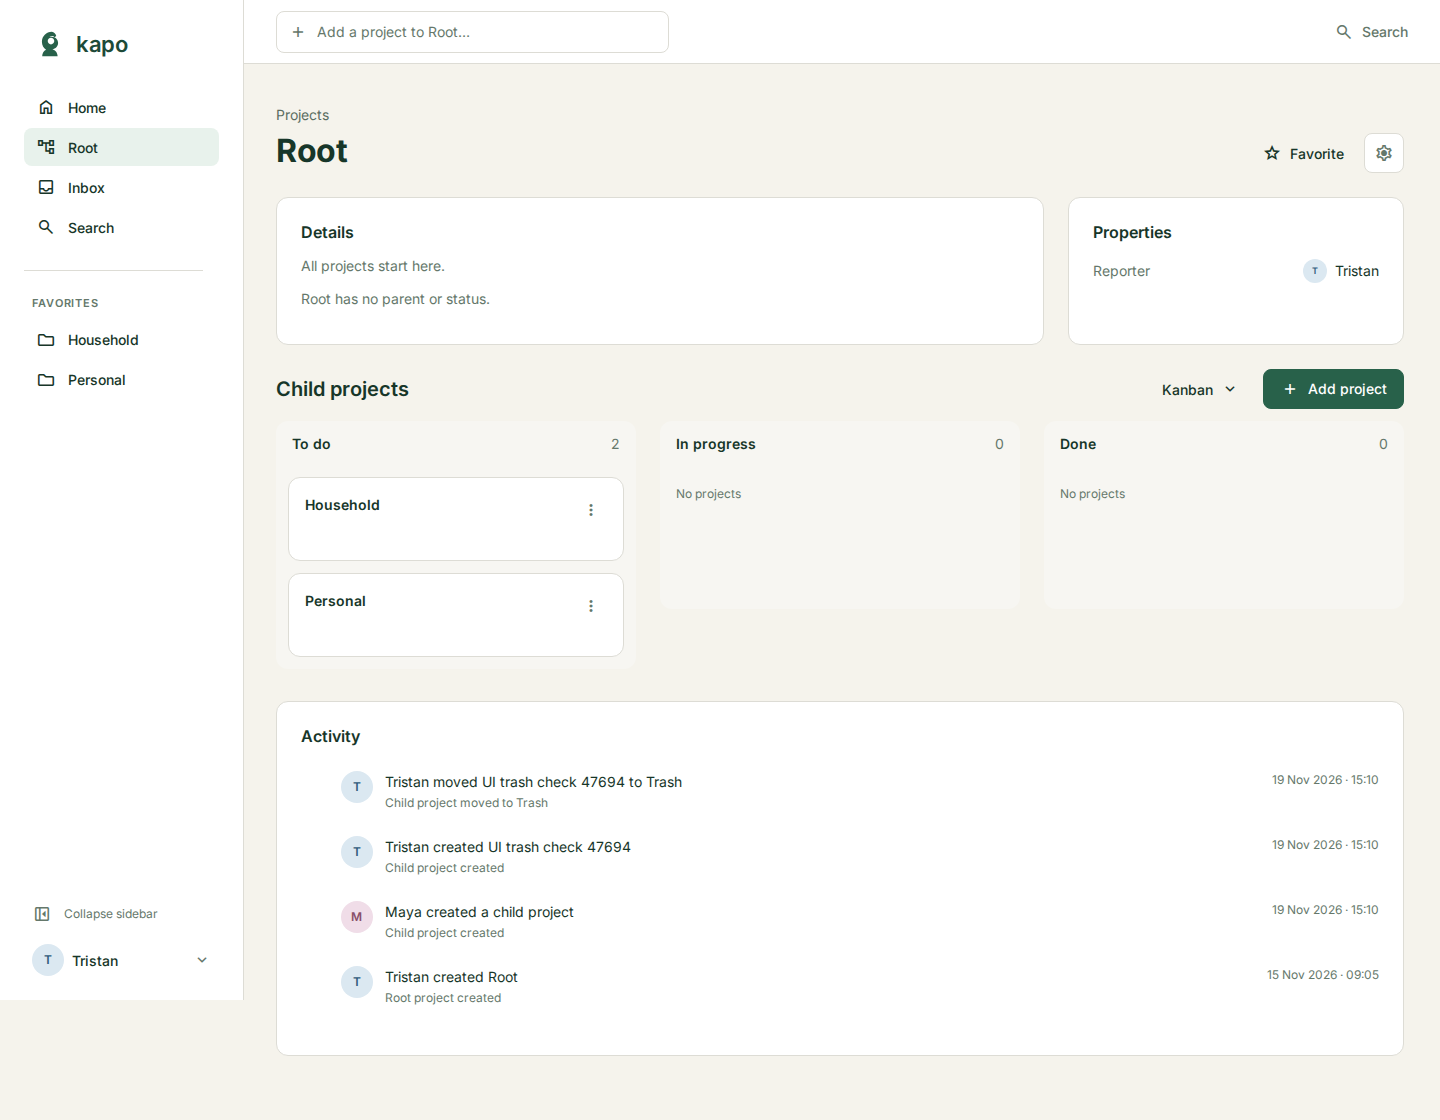 kapo
Add a project to Root...
Search
Home
Root
Inbox
Search
FAVORITES
Household
Personal
Collapse sidebar
T
Tristan
Projects
Root
Favorite
Details
All projects start here.
Root has no parent or status.
Properties
Reporter
T
Tristan
Child projects
Kanban
Add project
To do
2
Household
Personal
In progress
0
No projects
Done
0
No projects
Activity
T
Tristan moved UI trash check 47694 to Trash
19 Nov 2026 · 15:10
Child project moved to Trash
T
Tristan created UI trash check 47694
19 Nov 2026 · 15:10
Child project created
M
Maya created a child project
19 Nov 2026 · 15:10
Child project created
T
Tristan created Root
15 Nov 2026 · 09:05
Root project created